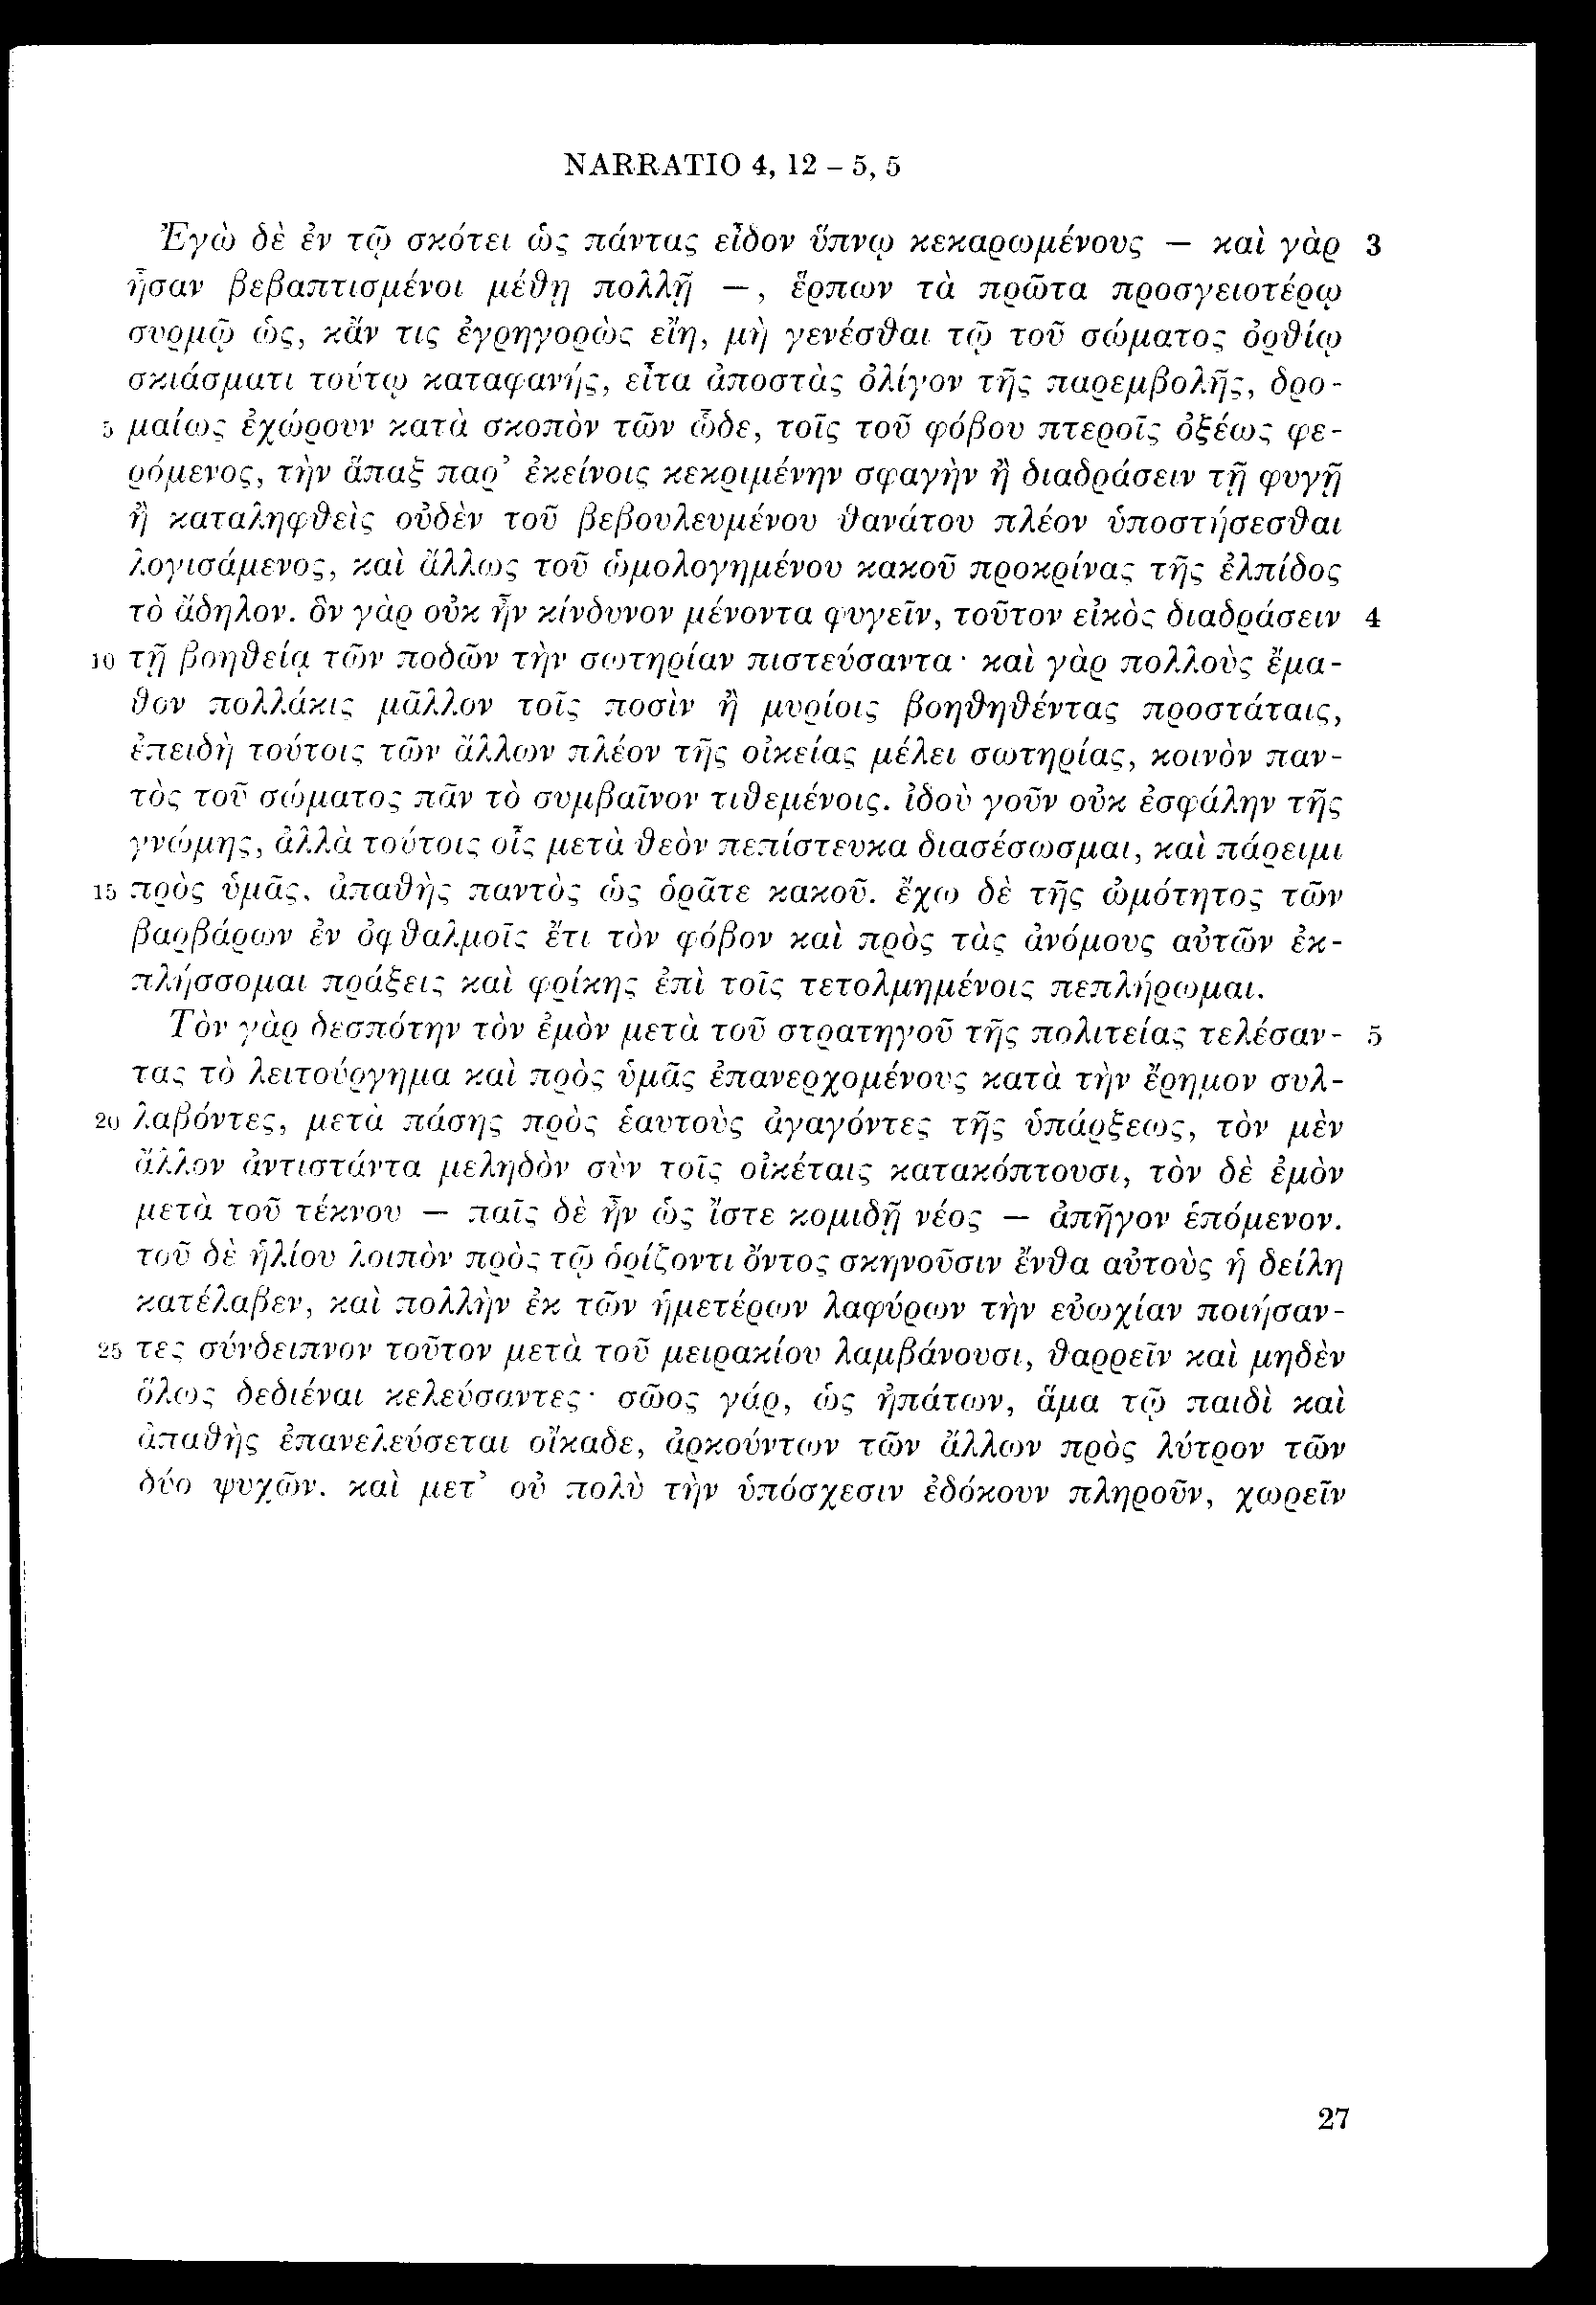 NARRATIO 4, 12 – 5, 5
Ἐγὼ δὲ ἐν τῷ σκότει ὡς πάντας εἶδον ὕπνῳ κεκαρωμένους — καὶ γὰρ 3
ἦσαν βεβαπτισμένοι μέθῃ πολλῇ —, ἕρπων τὰ πρῶτα προσγειοτέρῳ
συρμῷ ὡς, κἄν τις ἐγρηγορὼς εἴη, μὴ γενέσθαι τῷ τοῦ σώματος ὀρθίῳ
σκιάσματι τούτῳ καταφανής, εἶτα ἀποστὰς ὀλίγον τῆς παρεμβολῆς, δρο-
5 μαίως ἐχώρουν κατὰ σκοπὸν τῶν ὧδε, τοῖς τοῦ φόβου πτεροῖς ὀξέως φε-
ρόμενος, τὴν ἅπαξ παρ’ ἐκείνοις κεκριμένην σφαγὴν ἢ διαδράσειν τῇ φυγῇ
ἢ καταληφθεὶς οὐδὲν τοῦ βεβουλευμένου θανάτου πλέον ὑποστήσεσθαι
λογισάμενος, καὶ ἄλλως τοῦ ὡμολογημένου κακοῦ προκρίνας τῆς ἐλπίδος
τὸ ἄδηλον. ὃν γὰρ οὐκ ἦν κίνδυνον μένοντα φυγεῖν, τοῦτον εἰκὸς διαδράσειν 4
10 τῇ βοηθείᾳ τῶν ποδῶν τὴν σωτηρίαν πιστεύσαντα· καὶ γὰρ πολλοὺς ἔμα-
θον πολλάκις μᾶλλον τοῖς ποσὶν ἢ μυρίοις βοηθηθέντας προστάταις,
ἐπειδὴ τούτοις τῶν ἄλλων πλέον τῆς οἰκείας μέλει σωτηρίας, κοινὸν παν-
τὸς τοῦ σώματος πᾶν τὸ συμβαῖνον τιθεμένοις. ἰδοὺ γοῦν οὐκ ἐσφάλην τῆς
γνώμης, ἀλλὰ τούτοις οἷς μετὰ θεὸν πεπίστευκα διασέσωσμαι, καὶ πάρειμι
15 πρὸς ὑμᾶς, ἀπαθὴς παντὸς ὡς ὁρᾶτε κακοῦ. ἔχω δὲ τῆς ὠμότητος τῶν
βαρβάρων ἐν ὀφθαλμοῖς ἔτι τὸν φόβον καὶ πρὸς τὰς ἀνόμους αὐτῶν ἐκ-
πλήσσομαι πράξεις καὶ φρίκης ἐπὶ τοῖς τετολμημένοις πεπλήρωμαι.
Τὸν γὰρ δεσπότην τὸν ἐμὸν μετὰ τοῦ στρατηγοῦ τῆς πολιτείας τελέσαν- 5
τας τὸ λειτούργημα καὶ πρὸς ὑμᾶς ἐπανερχομένους κατὰ τὴν ἔρημον συλ-
20 λαβόντες, μετὰ πάσης πρὸς ἑαυτοὺς ἀγαγόντες τῆς ὑπάρξεως, τὸν μὲν
ἄλλον ἀντιστάντα μεληδὸν σὺν τοῖς οἰκέταις κατακόπτουσι, τὸν δὲ ἐμὸν
μετὰ τοῦ τέκνου — παῖς δὲ ἦν ὡς ἴστε κομιδῇ νέος — ἀπῆγον ἑπόμενον.
τοῦ δὲ ἡλίου λοιπὸν πρὸς τῷ ὁρίζοντι ὄντος σκηνοῦσιν ἔνθα αὐτοὺς ἡ δείλη
κατέλαβεν, καὶ πολλὴν ἐκ τῶν ἡμετέρων λαφύρων τὴν εὐωχίαν ποιήσαν-
25 τες σύνδειπνον τοῦτον μετὰ τοῦ μειρακίου λαμβάνουσι, θαρρεῖν καὶ μηδὲν
ὅλως δεδιέναι κελεύσαντες· σῶος γάρ, ὡς ἠπάτων, ἅμα τῷ παιδὶ καὶ
ἀπαθὴς ἐπανελεύσεται οἴκαδε, ἀρκούντων τῶν ἄλλων πρὸς λύτρον τῶν
δύο ψυχῶν. καὶ μετ’ οὐ πολὺ τὴν ὑπόσχεσιν ἐδόκουν πληροῦν, χωρεῖν
27